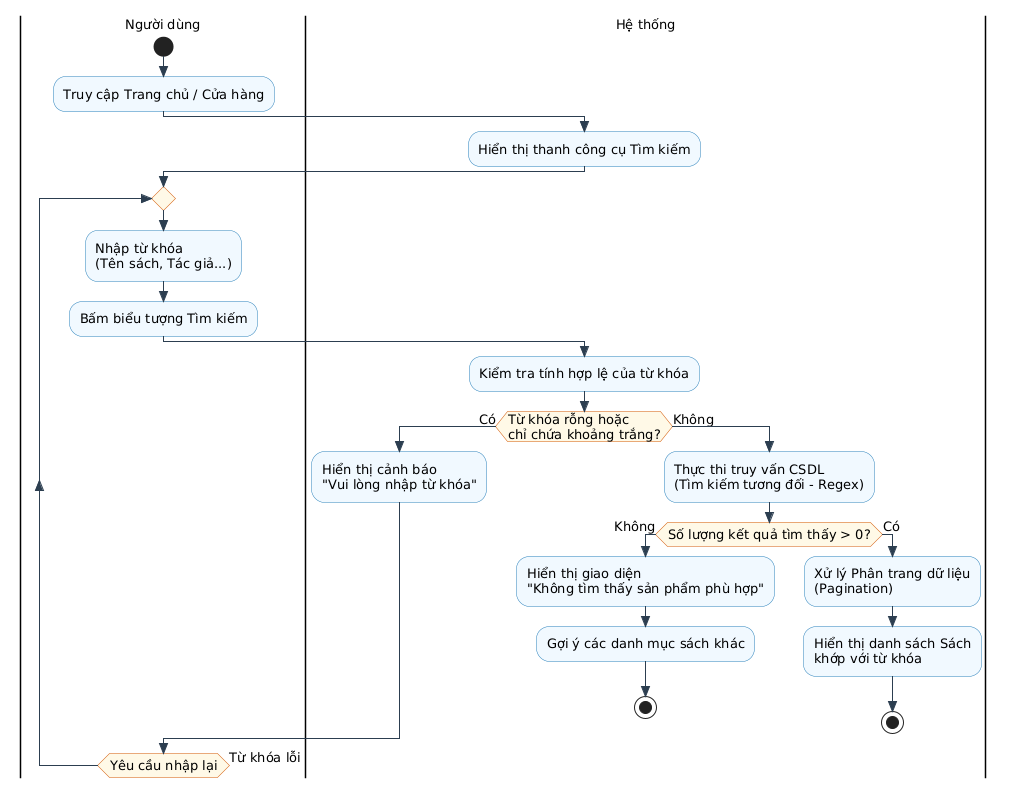 Người dùng
Hệ thống
Truy cập Trang chủ / Cửa hàng
Hiển thị thanh công cụ Tìm kiếm
Nhập từ khóa
(Tên sách, Tác giả...)
Bấm biểu tượng Tìm kiếm
Kiểm tra tính hợp lệ của từ khóa
Có
Từ khóa rỗng hoặc
chỉ chứa khoảng trắng?
Không
Hiển thị cảnh báo
"Vui lòng nhập từ khóa"
Thực thi truy vấn CSDL
(Tìm kiếm tương đối - Regex)
Không
Số lượng kết quả tìm thấy > 0?
Có
Hiển thị giao diện
"Không tìm thấy sản phẩm phù hợp"
Xử lý Phân trang dữ liệu
(Pagination)
Gợi ý các danh mục sách khác
Hiển thị danh sách Sách
khớp với từ khóa
Yêu cầu nhập lại
Từ khóa lỗi